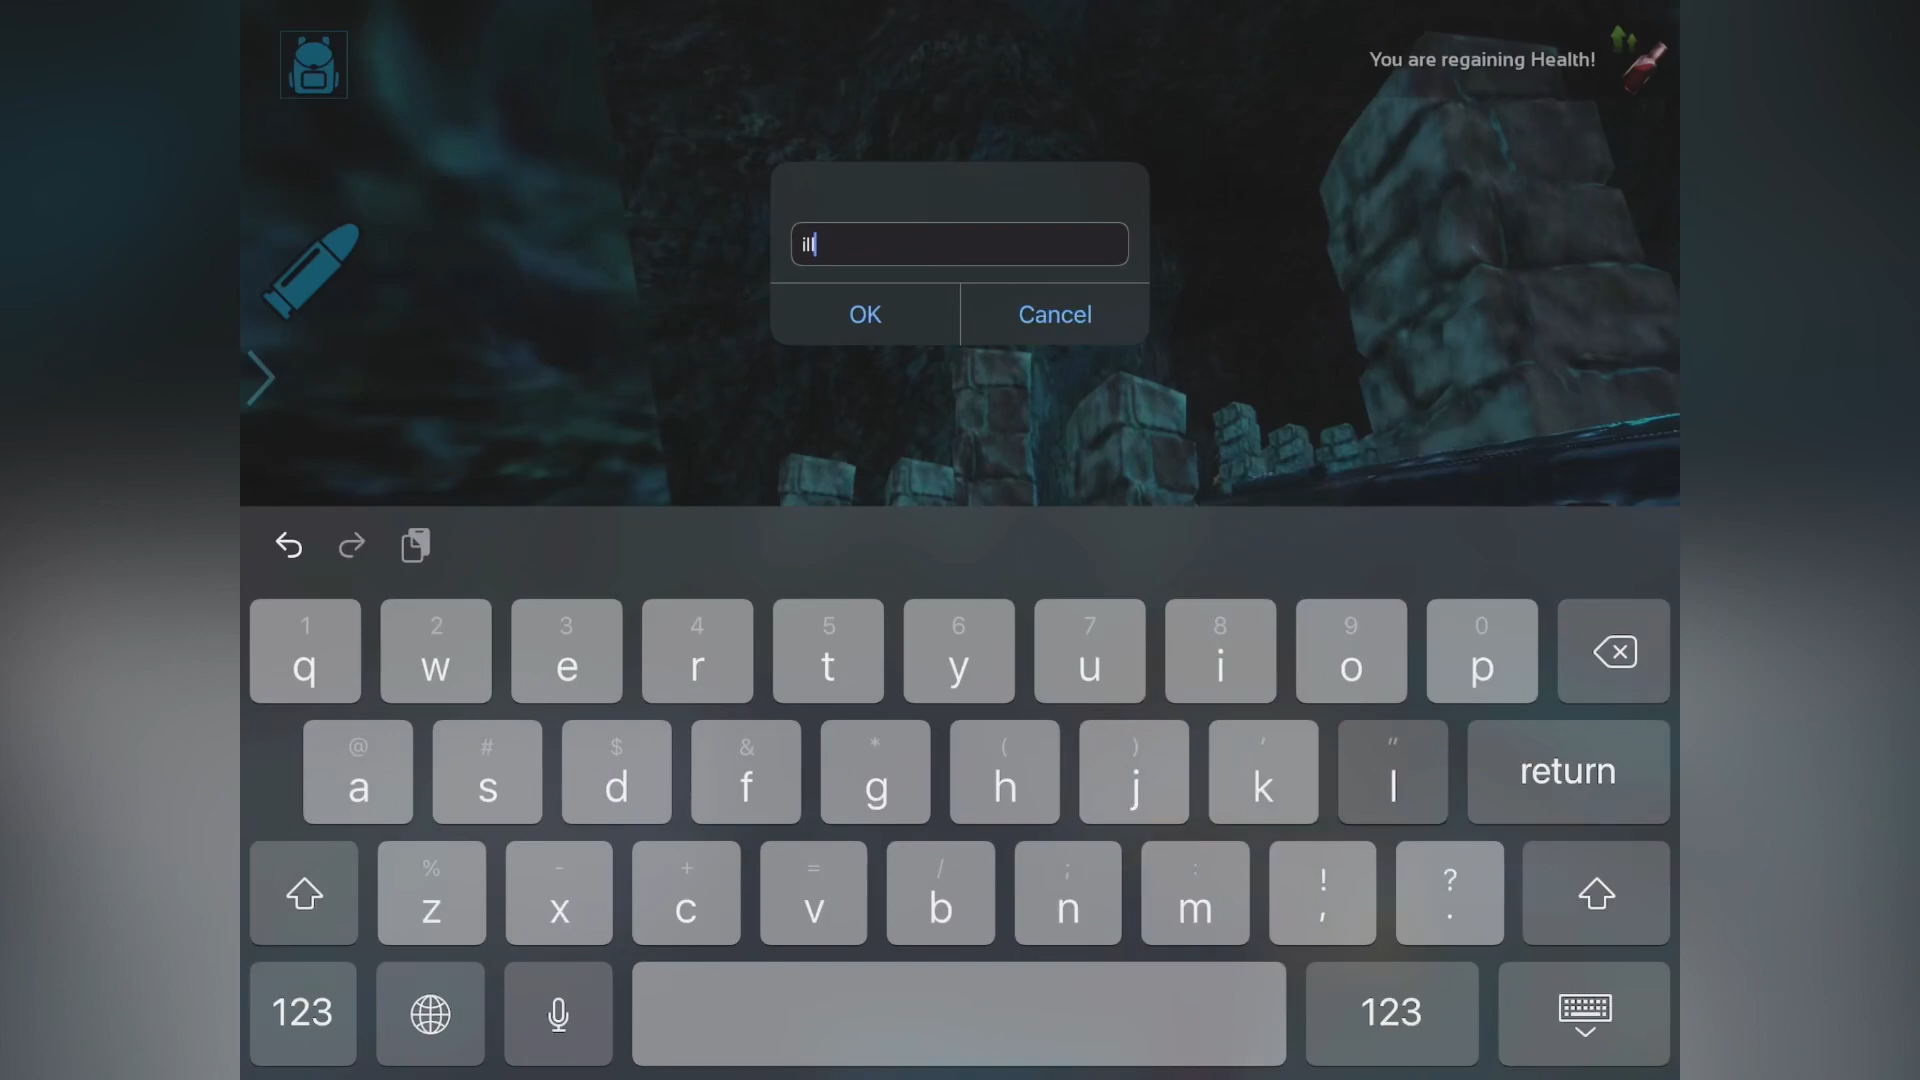 You are regaining Health!
ill
OK Cancel
1 2 3 4 5 6 7 8 9 0
q w e r t y u i o p
@ # $ & * ( ) ' "
a s d f g h j k l return
% - + = / ; : ! ?
z x c v b n m , .
123 123